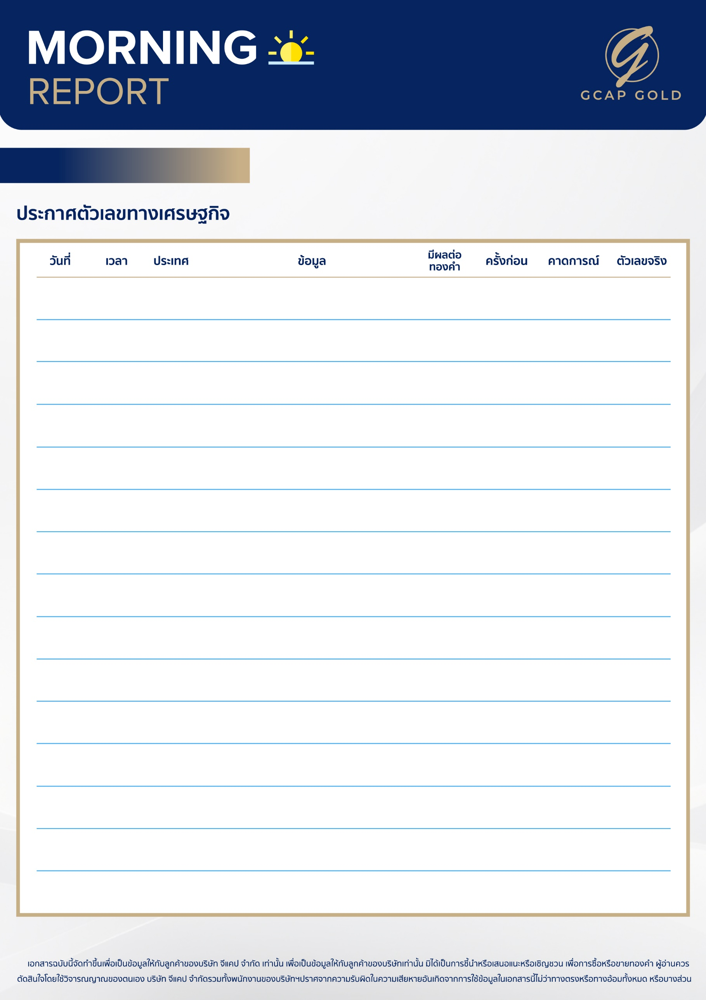 MORNING
REPORT
GCAP GOLD
ประกาศตัวเลขทางเศรษฐกิจ
วันที่ เวลา ประเทศ ข้อมูล มีผลต่อ ครั้งก่อน คาดการณ์ ตัวเลขจริง
ทองคำ
เอกสารฉบับนี้จัดทำขึ้นเพื่อเป็นข้อมูลให้กับลูกค้าของบริษัท จีแคป จำกัด เท่านั้น เพื่อเป็นข้อมูลให้กับลูกค้าของบริษัทเท่านั้น มิได้เป็นการชี้นำหรือเสนอแนะหรือเชิญชวน เพื่อการซื้อหรือขายทองคำ ผู้อ่านควร
ตัดสินใจโดยใช้วิจารณญาณของตนเอง บริษัท จีแคป จำกัดรวมทั้งพนักงานของบริษัทฯปราศจากความรับผิดในความเสียหายอันเกิดจากการใช้ข้อมูลในเอกสารนี้ไม่ว่าทางตรงหรือทางอ้อมทั้งหมด หรือบางส่วน